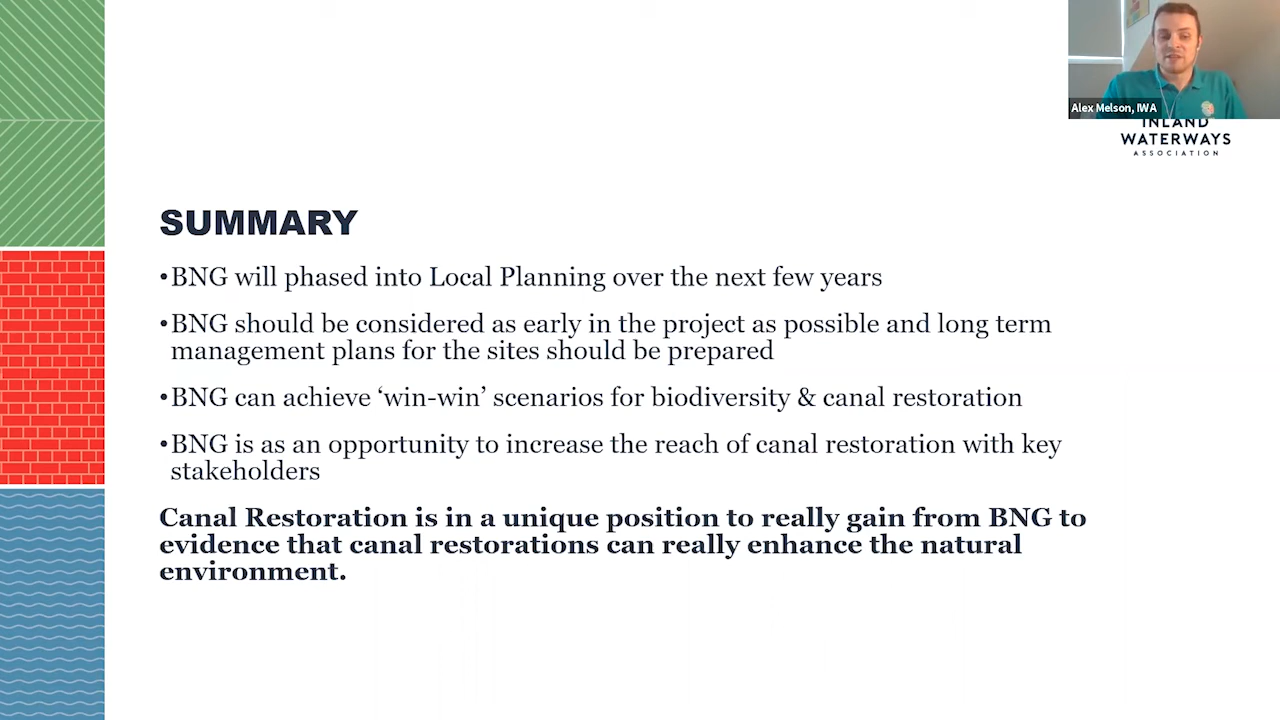 Alex Melson, IWA
INLAND
WATERWAYS
ASSOCIATION
SUMMARY
•BNG will phased into Local Planning over the next few years
•BNG should be considered as early in the project as possible and long term
management plans for the sites should be prepared
•BNG can achieve ‘win-win’ scenarios for biodiversity & canal restoration
•BNG is as an opportunity to increase the reach of canal restoration with key
stakeholders
Canal Restoration is in a unique position to really gain from BNG to
evidence that canal restorations can really enhance the natural
environment.